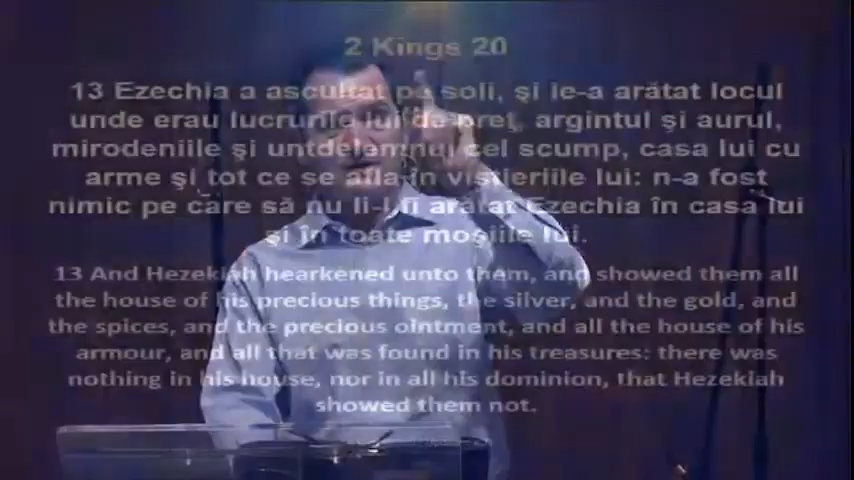 2 Kings 20
13 Ezechia a ascultat pe soli, şi le-a arătat locul
unde erau lucrurile lui de preţ, argintul şi aurul,
mirodeniile şi untdelemnul cel scump, casa lui cu
arme şi tot ce se afla în vistieriile lui: n-a fost
nimic pe care să nu li-l fi arătat Ezechia în casa lui
şi în toate moşiile lui.
13 And Hezekiah hearkened unto them, and showed them all
the house of his precious things, the silver, and the gold, and
the spices, and the precious ointment, and all the house of his
armour, and all that was found in his treasures: there was
nothing in his house, nor in all his dominion, that Hezekiah
showed them not.